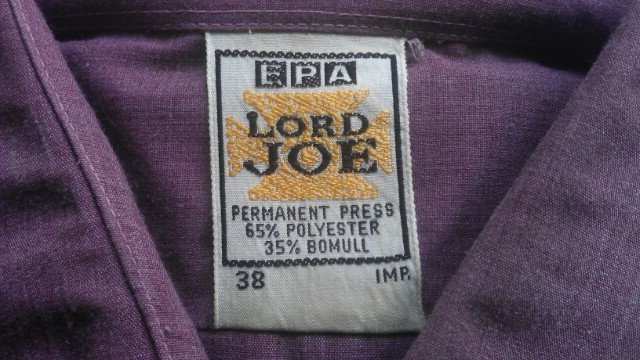 EPA
LORD
JOE
PERMANENT PRESS
65% POLYESTER
35% BOMULL
38 IMP.